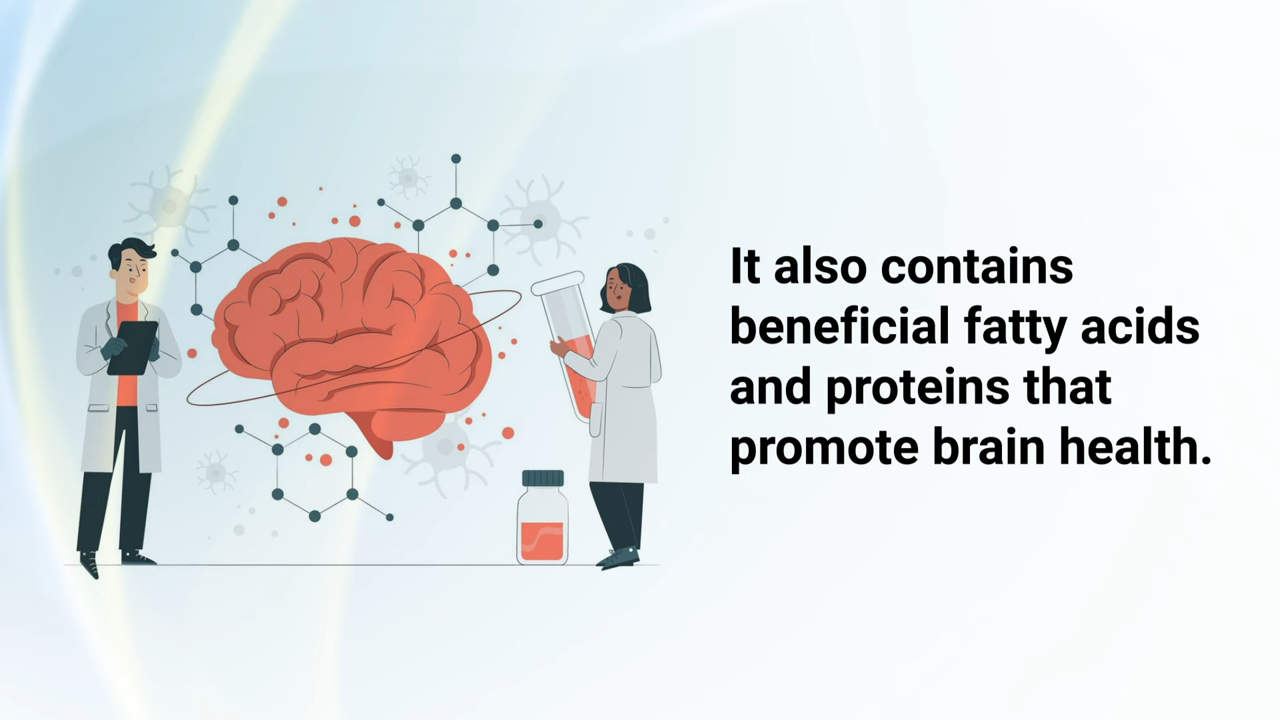 It also contains
beneficial fatty acids
and proteins that
promote brain health.